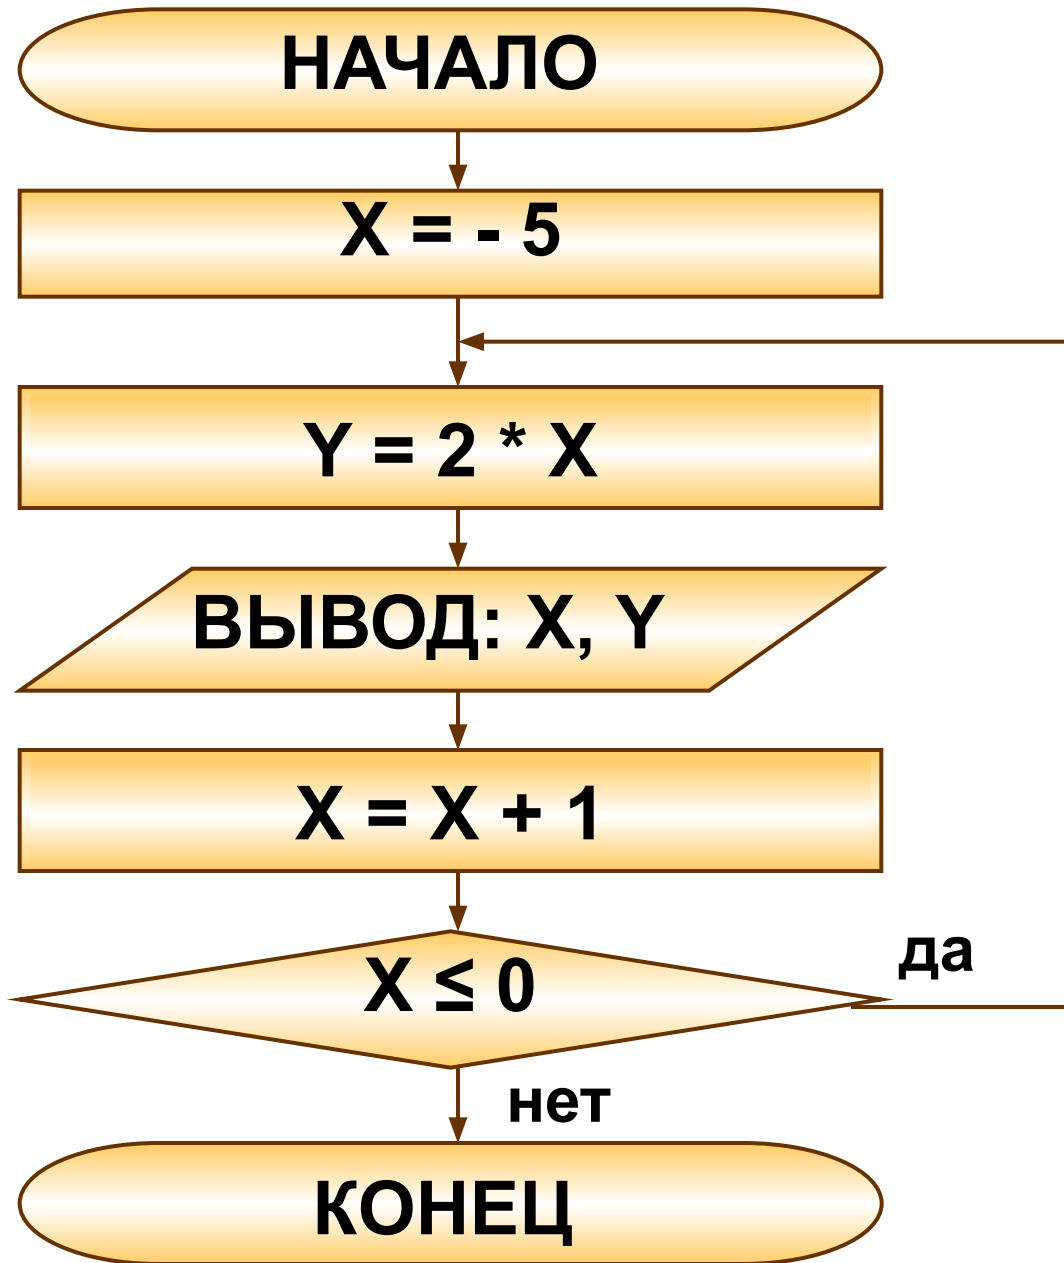 НАЧАЛО
X = - 5
Y = 2 * X
ВЫВОД: X, Y
X = X + 1
X ≤ 0
да
нет
КОНЕЦ